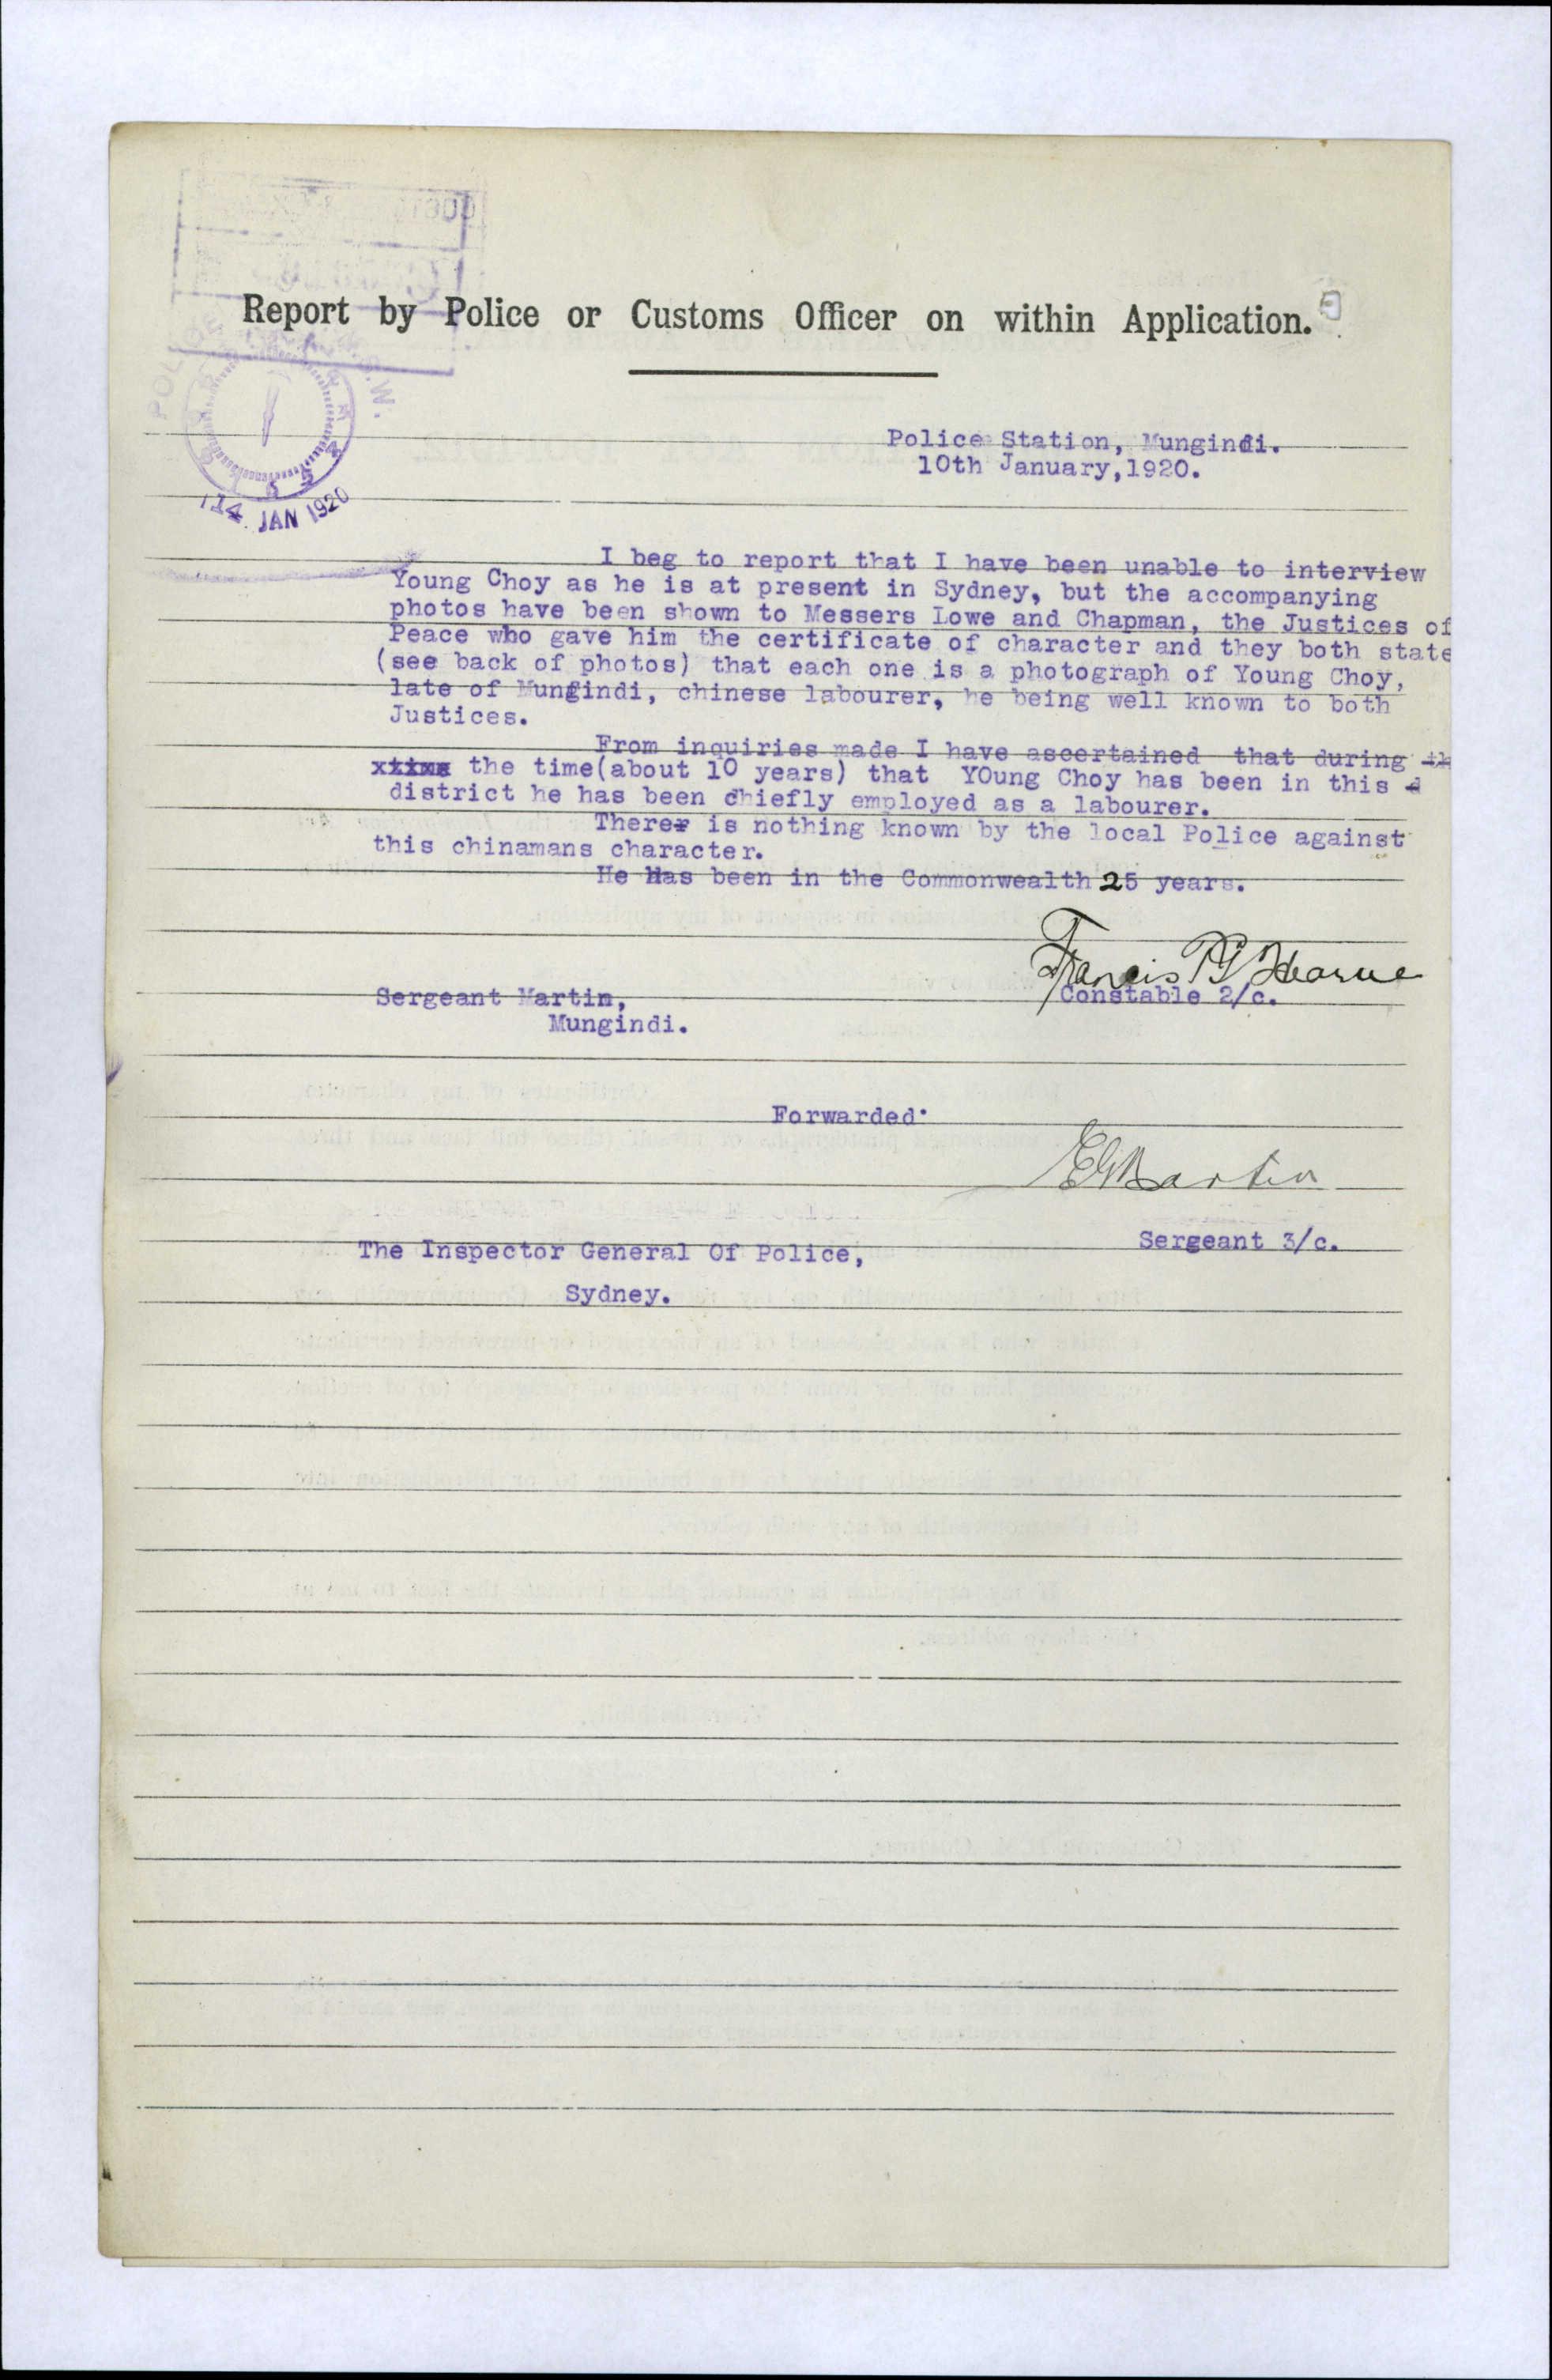 Report by Police or Customs Officer on within Application.
POLICE
N.S.W.
14 JAN 1920
Police Station, Mungindi.
10th January,1920.
I beg to report that I have been unable to interview
Young Choy as he is at present in Sydney, but the accompanying
photos have been shown to Messers Lowe and Chapman, the Justices of
Peace who gave him the certificate of character and they both state
(see back of photos) that each one is a photograph of Young Choy,
late of Mungindi, chinese labourer, he being well known to both
Justices.
From inquiries made I have ascertained that during th
xtime the time(about 10 years) that YOung Choy has been in this d
district he has been chiefly employed as a labourer.
Therer is nothing known by the local Police against
this chinamans character.
He Has been in the Commonwealth 25 years.
Francis Hearne
Sergeant Martin,
Constable 2/c.
Mungindi.
Forwarded.
EG Martin
Sergeant 3/c.
The Inspector General Of Police,
Sydney.